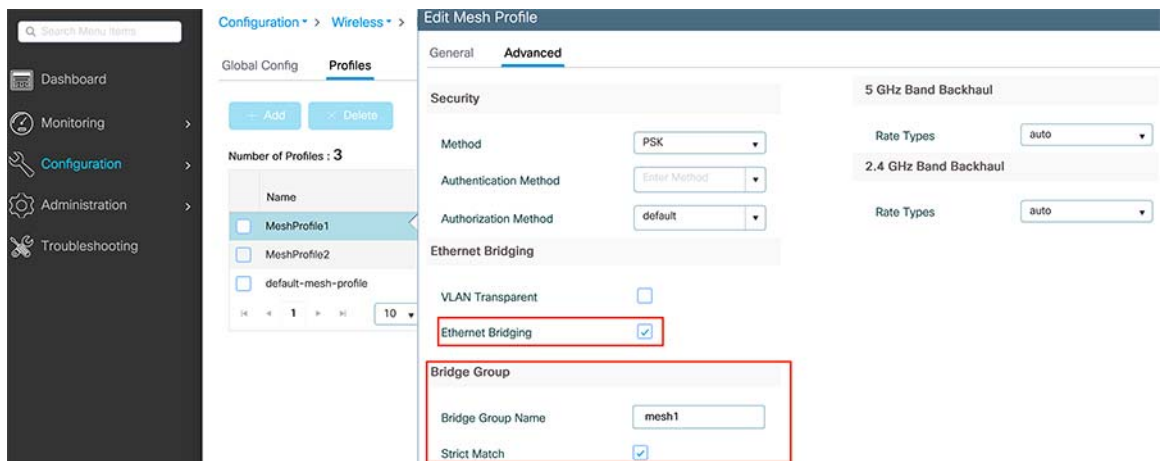 Search Menu Items
Dashboard
Monitoring
Configuration
Administration
Troubleshooting
Configuration > Wireless >
Global Config Profiles
+ Add × Delete
Number of Profiles : 3
Name
MeshProfile1
MeshProfile2
default-mesh-profile
1 10
Edit Mesh Profile
General Advanced
Security
Method PSK
Authentication Method Enter Method
Authorization Method default
Ethernet Bridging
VLAN Transparent
Ethernet Bridging
Bridge Group
Bridge Group Name mesh1
Strict Match
5 GHz Band Backhaul
Rate Types auto
2.4 GHz Band Backhaul
Rate Types auto